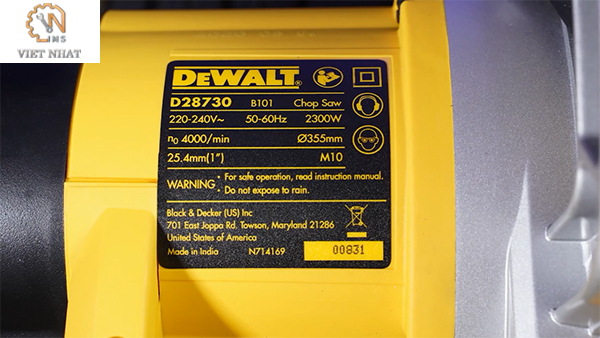 VN
INS
VIET NHAT
DEWALT®
D28730 B101 Chop Saw
220-240V~ 50-60Hz 2300W
n₀ 4000/min Ø355mm
25.4mm(1") M10
WARNING • For safe operation, read instruction manual.
• Do not expose to rain.
Black & Decker (US) Inc
701 East Joppa Rd. Towson, Maryland 21286
United States of America
Made in India N714169 00831